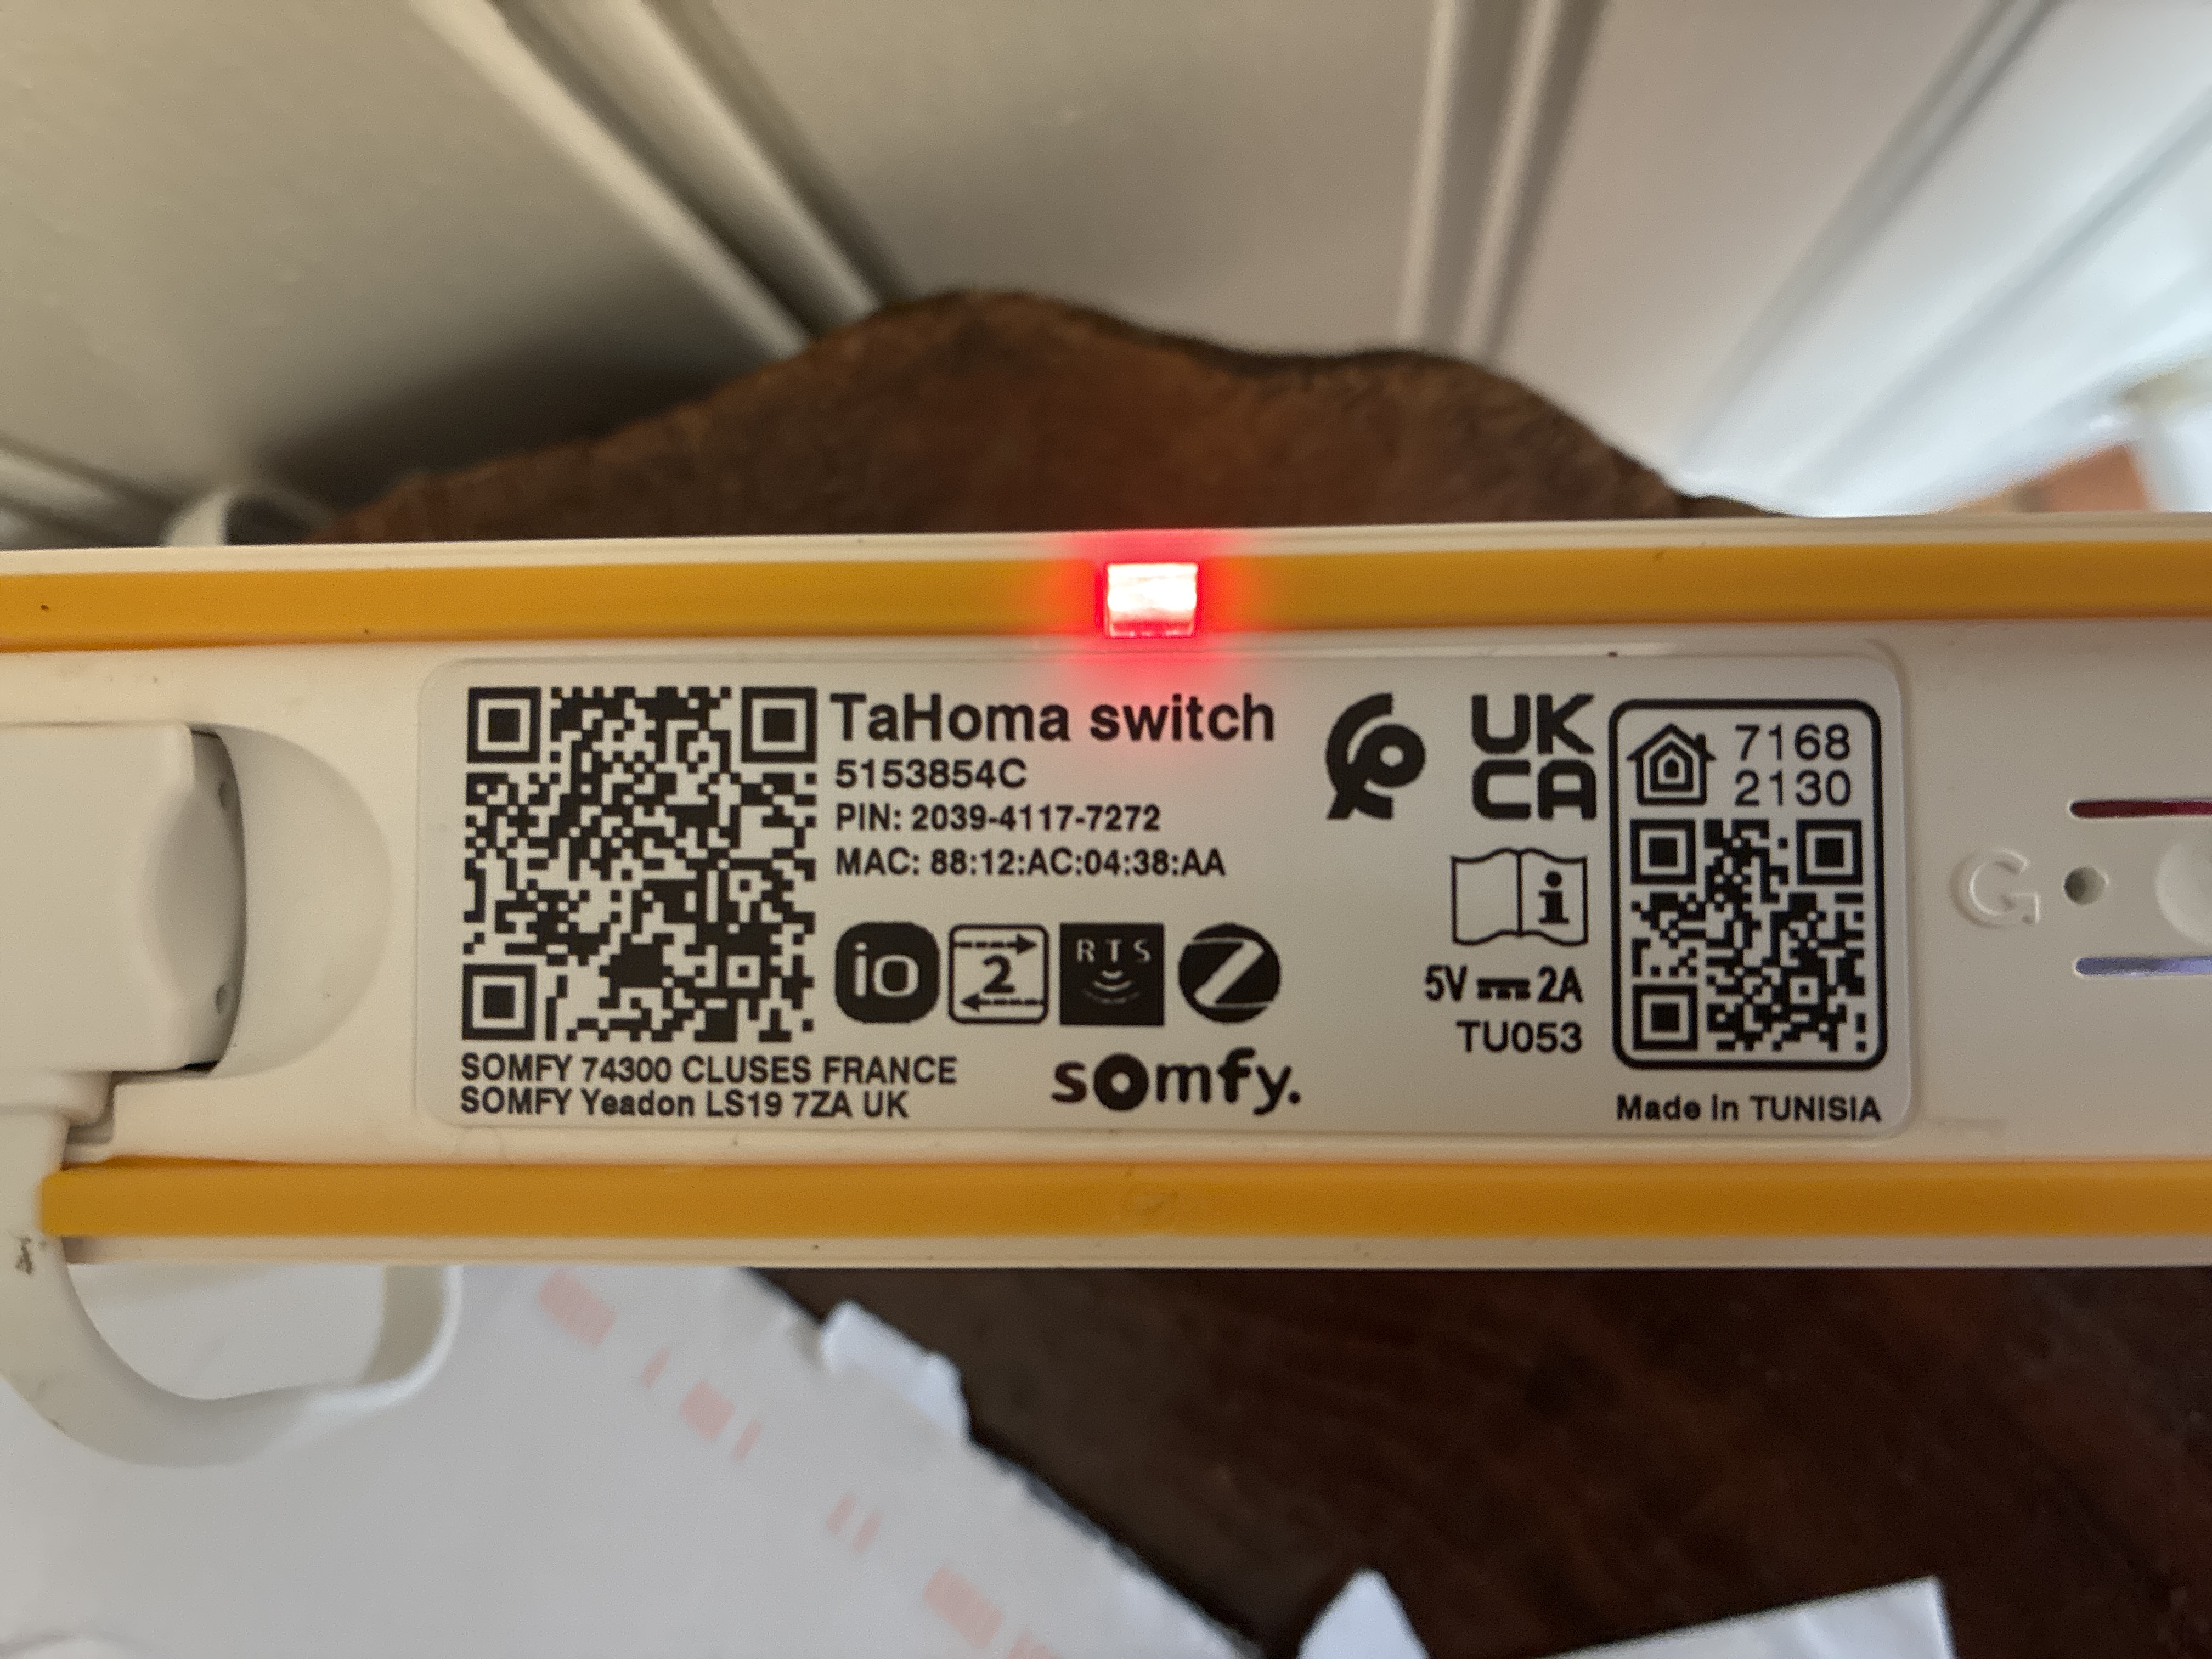 TaHoma switch
5153854C
PIN: 2039-4117-7272
MAC: 88:12:AC:04:38:AA
io
2
RTS
SOMFY 74300 CLUSES FRANCE
SOMFY Yeadon LS19 7ZA UK
somfy.
UK
CA
i
5V 2A
TU053
7168
2130
Made in TUNISIA
G